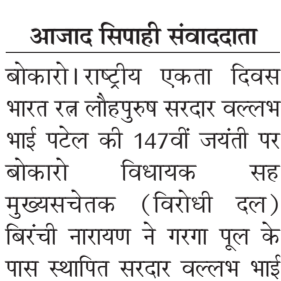 आजाद सिपाही संवाददाता
बोकारो। राष्ट्रीय एकता दिवस
भारत रत्न लौहपुरुष सरदार वल्लभ
भाई पटेल की 147वीं जयंती पर
बोकारो विधायक सह
मुख्यसचेतक (विरोधी दल)
बिरंची नारायण ने गरगा पूल के
पास स्थापित सरदार वल्लभ भाई